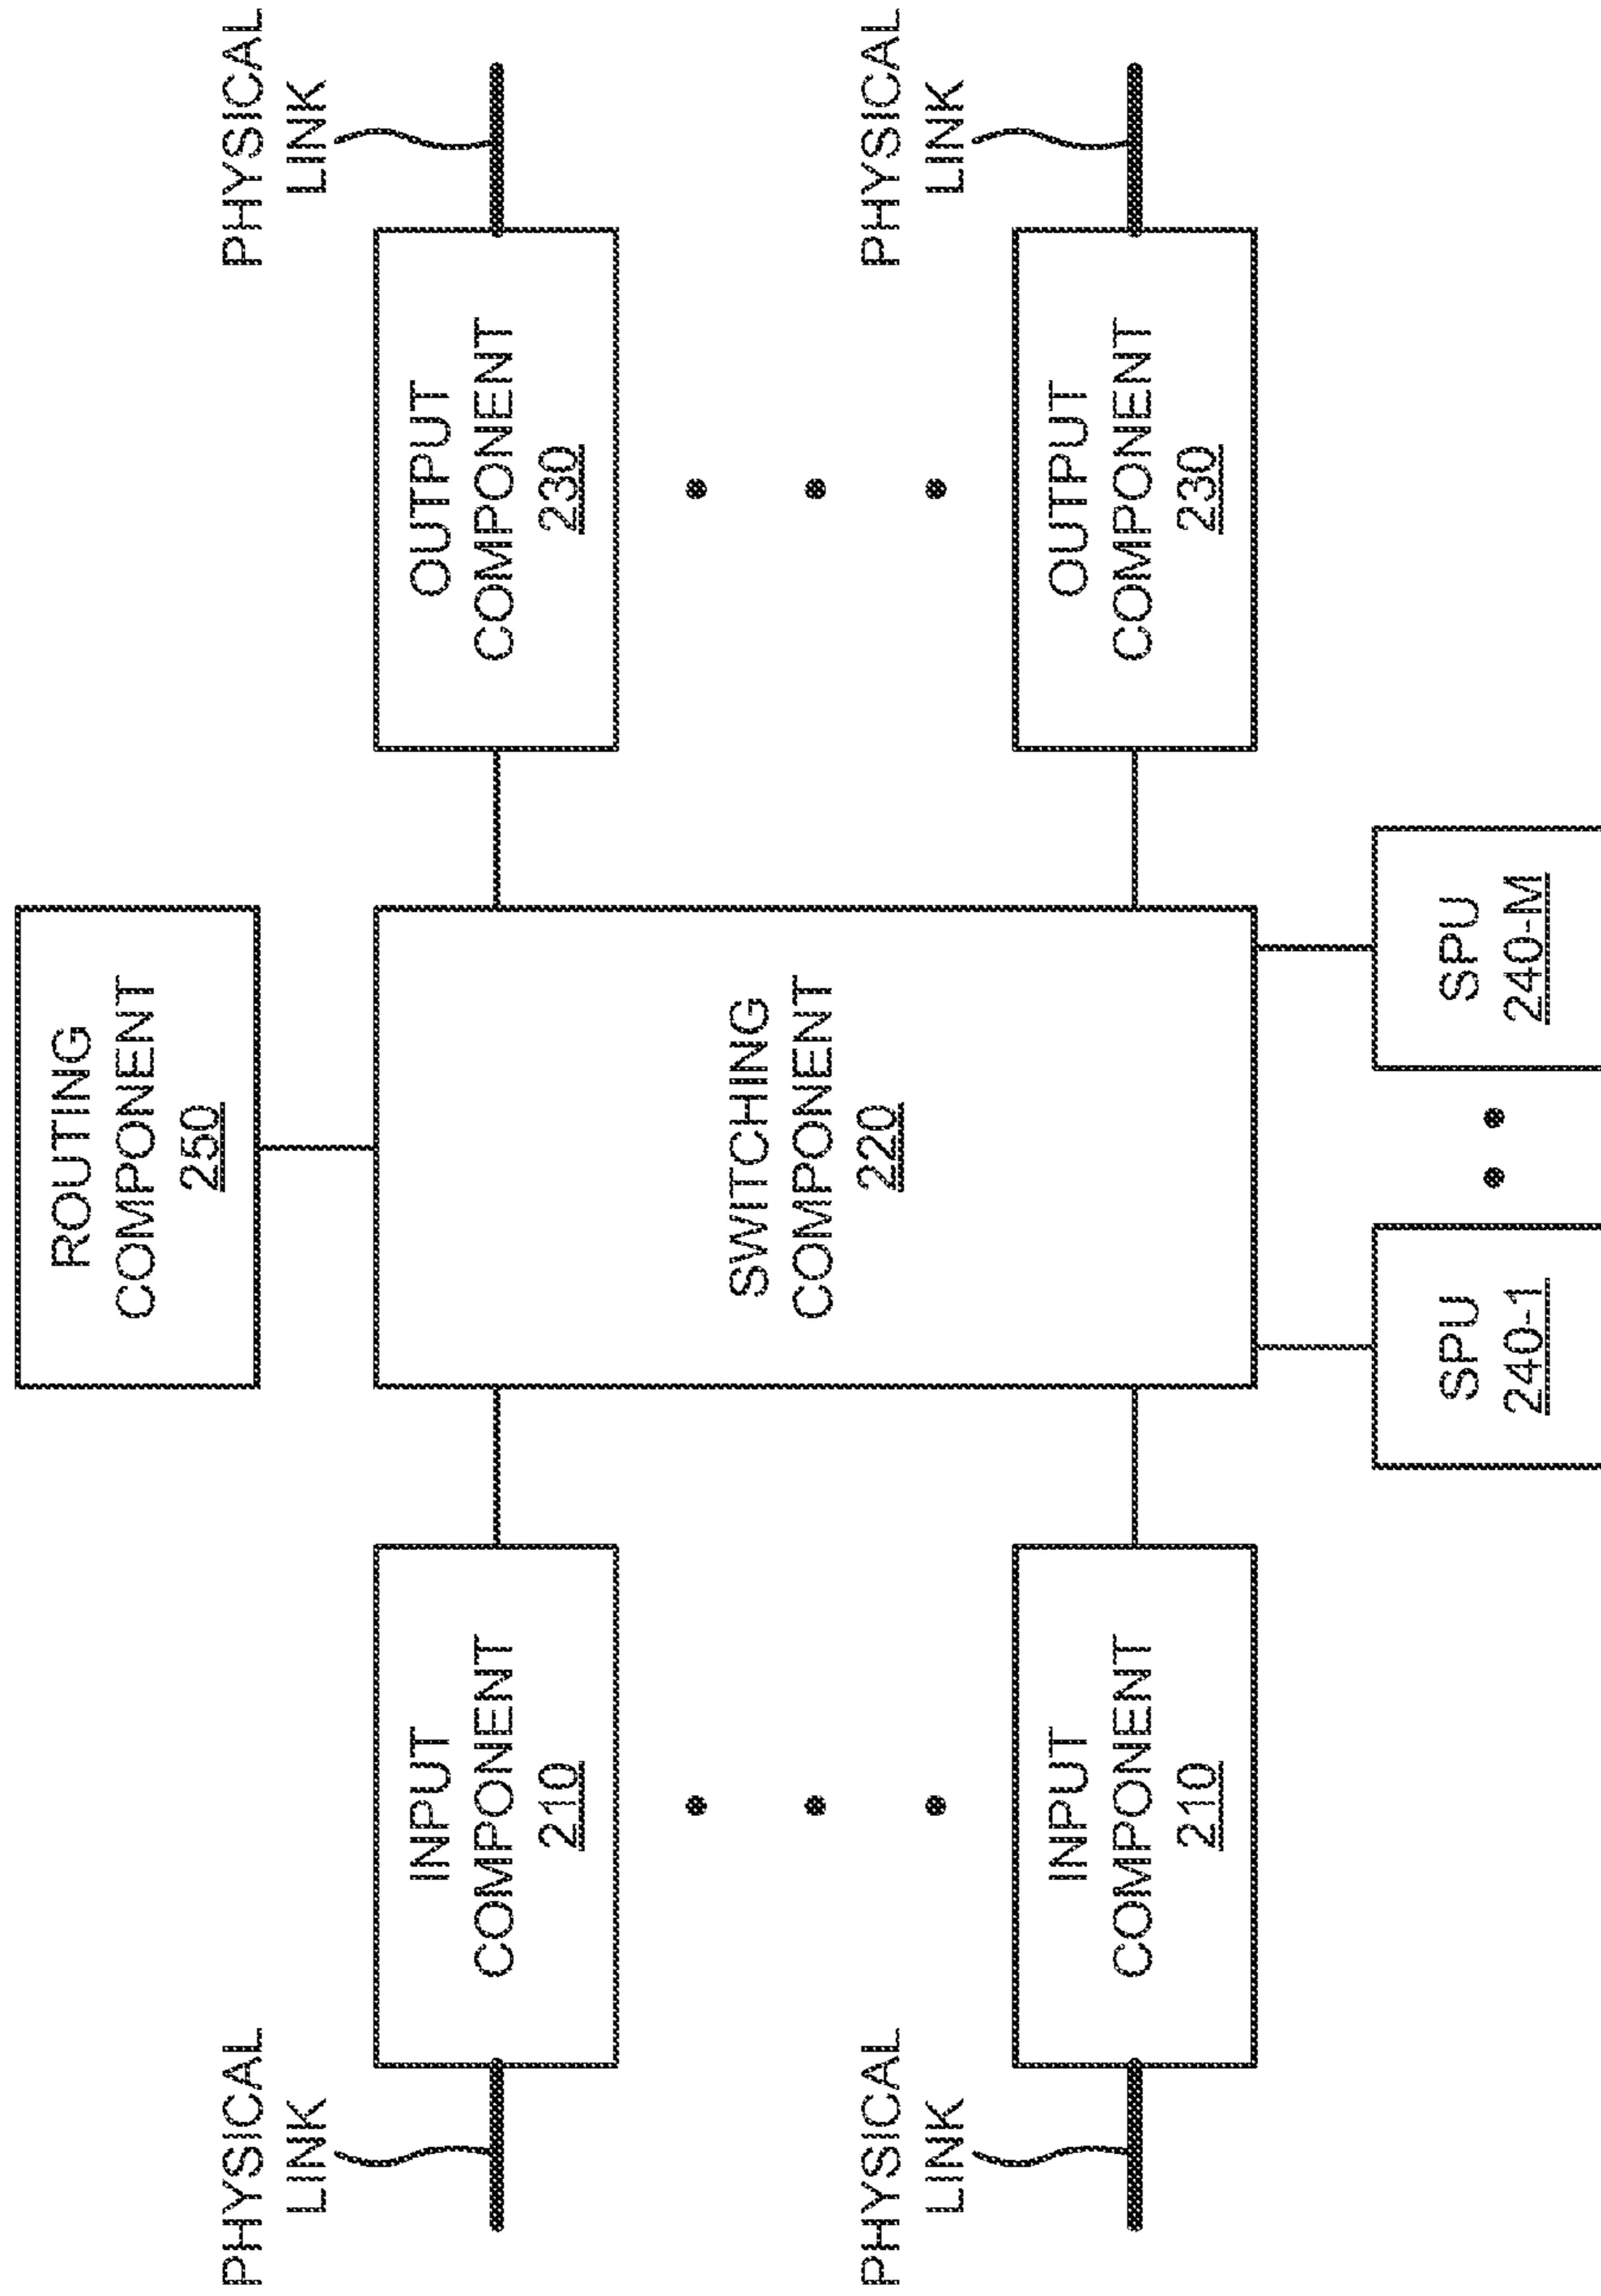 ROUTING
COMPONENT
250
PHYSICAL
LINK
INPUT
COMPONENT
210
SWITCHING
COMPONENT
220
OUTPUT
COMPONENT
230
PHYSICAL
LINK
PHYSICAL
LINK
INPUT
COMPONENT
210
OUTPUT
COMPONENT
230
PHYSICAL
LINK
SPU
240-1
SPU
240-M